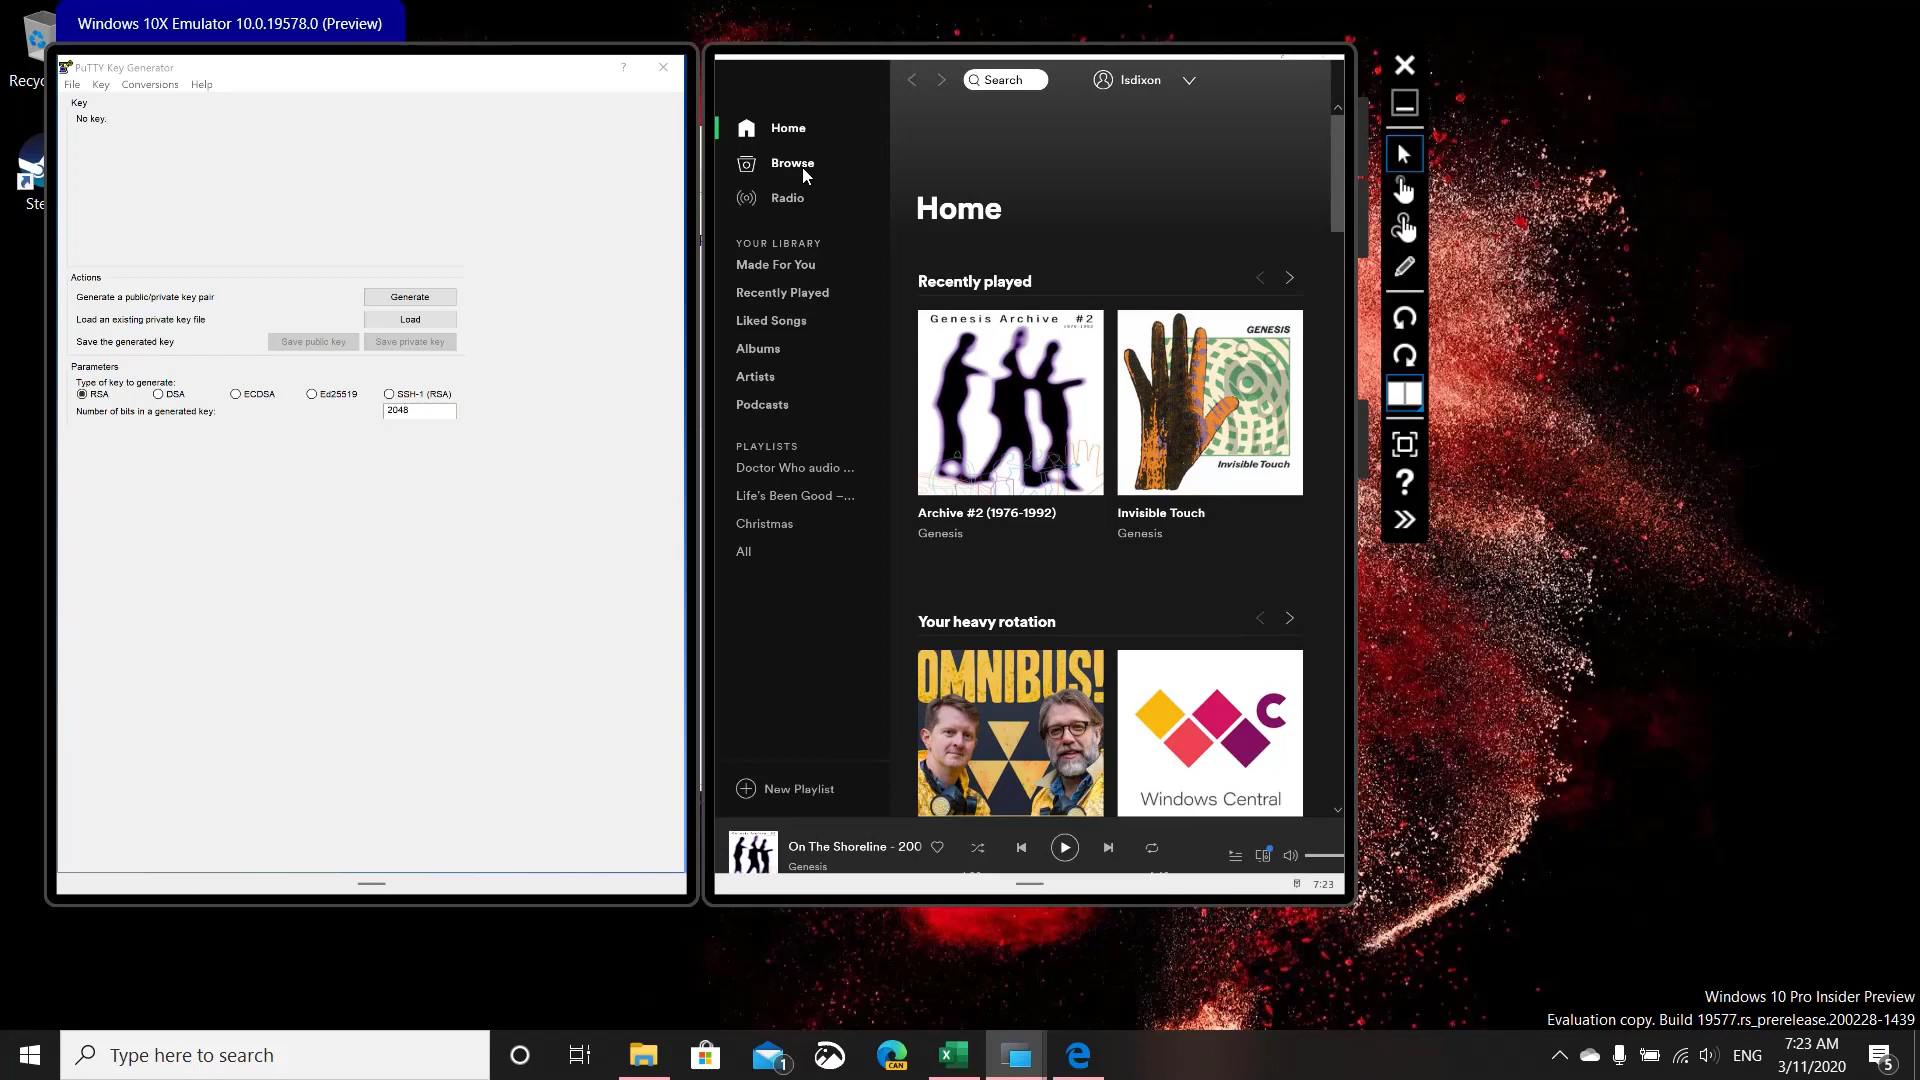 Windows 10X Emulator 10.0.19578.0 (Preview)
Recyc
Ste
PuTTY Key Generator
File Key Conversions Help
Key
No key.
Actions
Generate a public/private key pair
Generate
Load an existing private key file
Load
Save the generated key
Save public key
Save private key
Parameters
Type of key to generate:
RSA DSA ECDSA Ed25519 SSH-1 (RSA)
Number of bits in a generated key:
2048
Search
lsdixon
Home
Browse
Radio
YOUR LIBRARY
Made For You
Recently Played
Liked Songs
Albums
Artists
Podcasts
PLAYLISTS
Doctor Who audio ...
Life's Been Good –...
Christmas
All
New Playlist
Home
Recently played
Genesis Archive #2
1976-1992
GENESIS
Invisible Touch
Archive #2 (1976-1992)
Genesis
Invisible Touch
Genesis
Your heavy rotation
OMNIBUS!
C
Windows Central
On The Shoreline - 200
Genesis
7:23
Windows 10 Pro Insider Preview
Evaluation copy. Build 19577.rs_prerelease.200228-1439
Type here to search
1
CAN
ENG
7:23 AM
3/11/2020
5